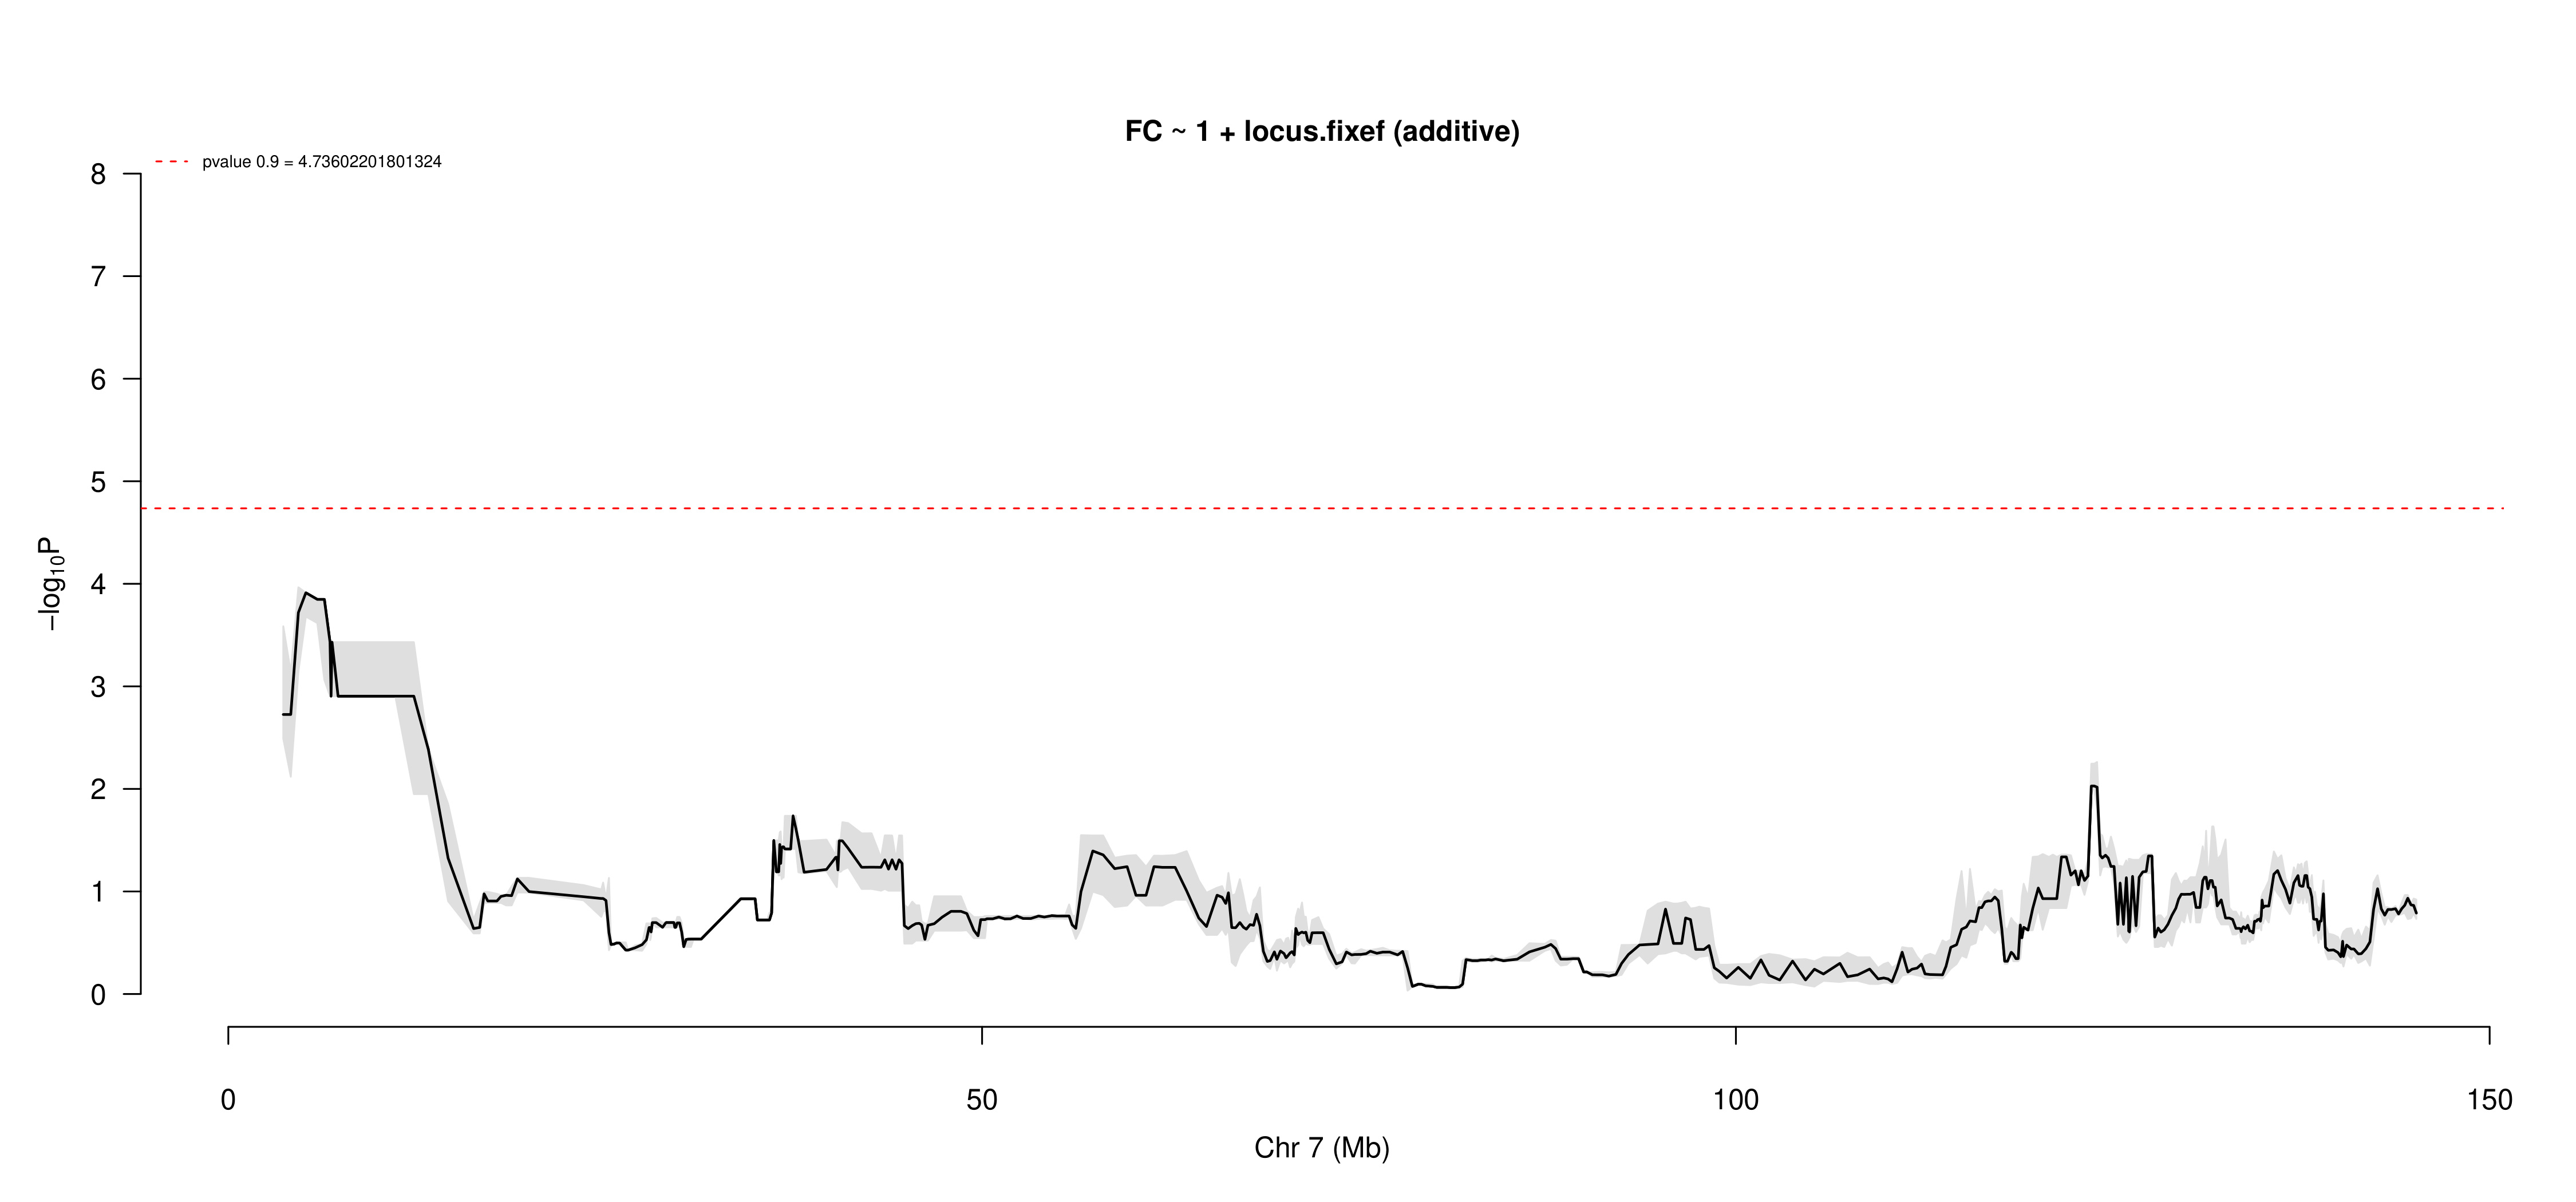 FC ~ 1 + locus.fixef (additive)
pvalue 0.9 = 4.73602201801324
8
7
6
5
4
3
2
1
0
−log10P
0 50 100 150
Chr 7 (Mb)